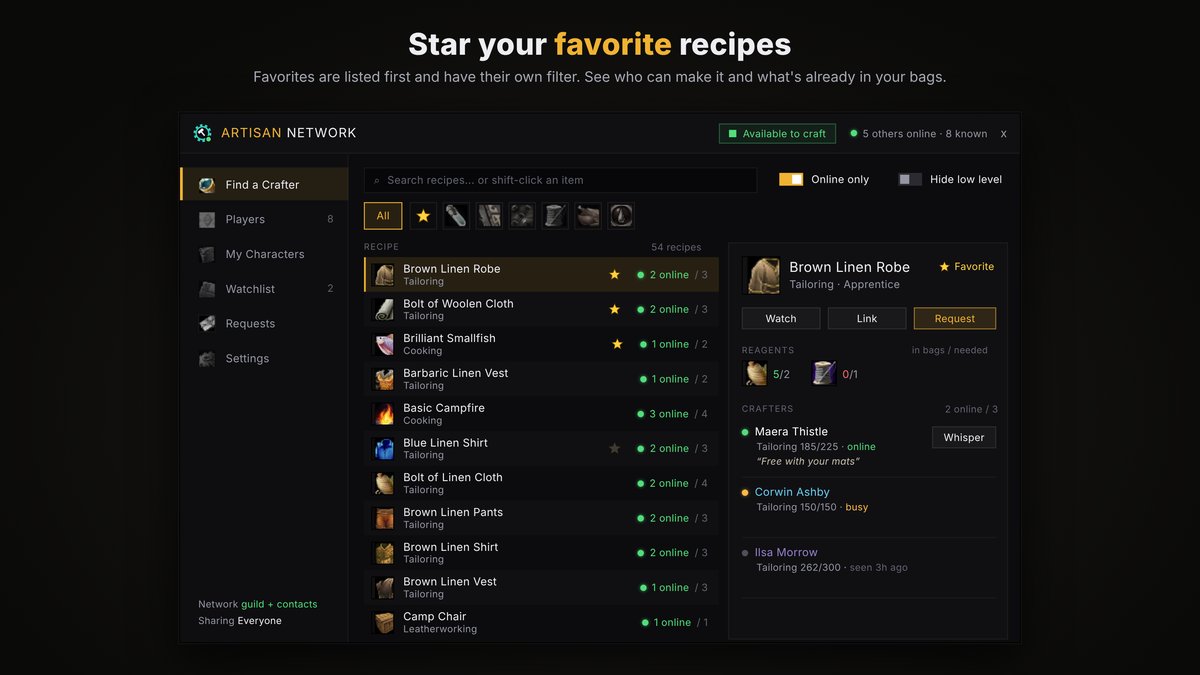 Star your favorite recipes
Favorites are listed first and have their own filter. See who can make it and what's already in your bags.
ARTISAN NETWORK
Available to craft
5 others online · 8 known
x
Find a Crafter
Players 8
My Characters
Watchlist 2
Requests
Settings
Network guild + contacts
Sharing Everyone
Search recipes... or shift-click an item
Online only
Hide low level
All
RECIPE
54 recipes
Brown Linen Robe
Tailoring
2 online / 3
Bolt of Woolen Cloth
Tailoring
2 online / 3
Brilliant Smallfish
Cooking
1 online / 2
Barbaric Linen Vest
Tailoring
1 online / 2
Basic Campfire
Cooking
3 online / 4
Blue Linen Shirt
Tailoring
2 online / 3
Bolt of Linen Cloth
Tailoring
2 online / 4
Brown Linen Pants
Tailoring
2 online / 3
Brown Linen Shirt
Tailoring
2 online / 3
Brown Linen Vest
Tailoring
1 online / 3
Camp Chair
Leatherworking
1 online / 1
Brown Linen Robe
Tailoring · Apprentice
Favorite
Watch
Link
Request
REAGENTS
in bags / needed
5/2
0/1
CRAFTERS
2 online / 3
Maera Thistle
Tailoring 185/225 · online
"Free with your mats"
Whisper
Corwin Ashby
Tailoring 150/150 · busy
Ilsa Morrow
Tailoring 262/300 · seen 3h ago